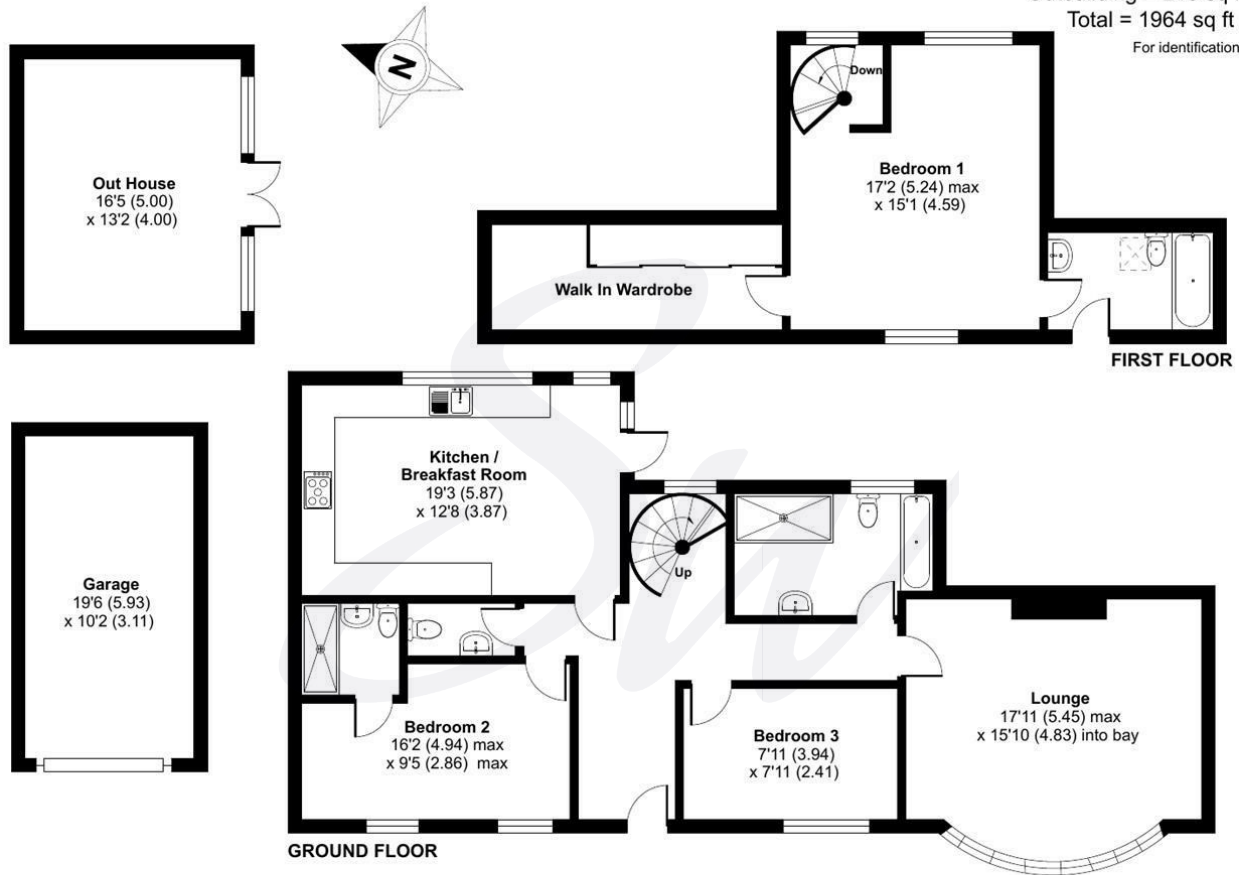 Total = 1964 sq ft
For identification
N
Out House
16'5 (5.00)
x 13'2 (4.00)
Down
Bedroom 1
17'2 (5.24) max
x 15'1 (4.59)
Walk In Wardrobe
FIRST FLOOR
Kitchen /
Breakfast Room
19'3 (5.87)
x 12'8 (3.87)
Up
Garage
19'6 (5.93)
x 10'2 (3.11)
Bedroom 2
16'2 (4.94) max
x 9'5 (2.86) max
Bedroom 3
7'11 (3.94)
x 7'11 (2.41)
Lounge
17'11 (5.45) max
x 15'10 (4.83) into bay
GROUND FLOOR
Sw